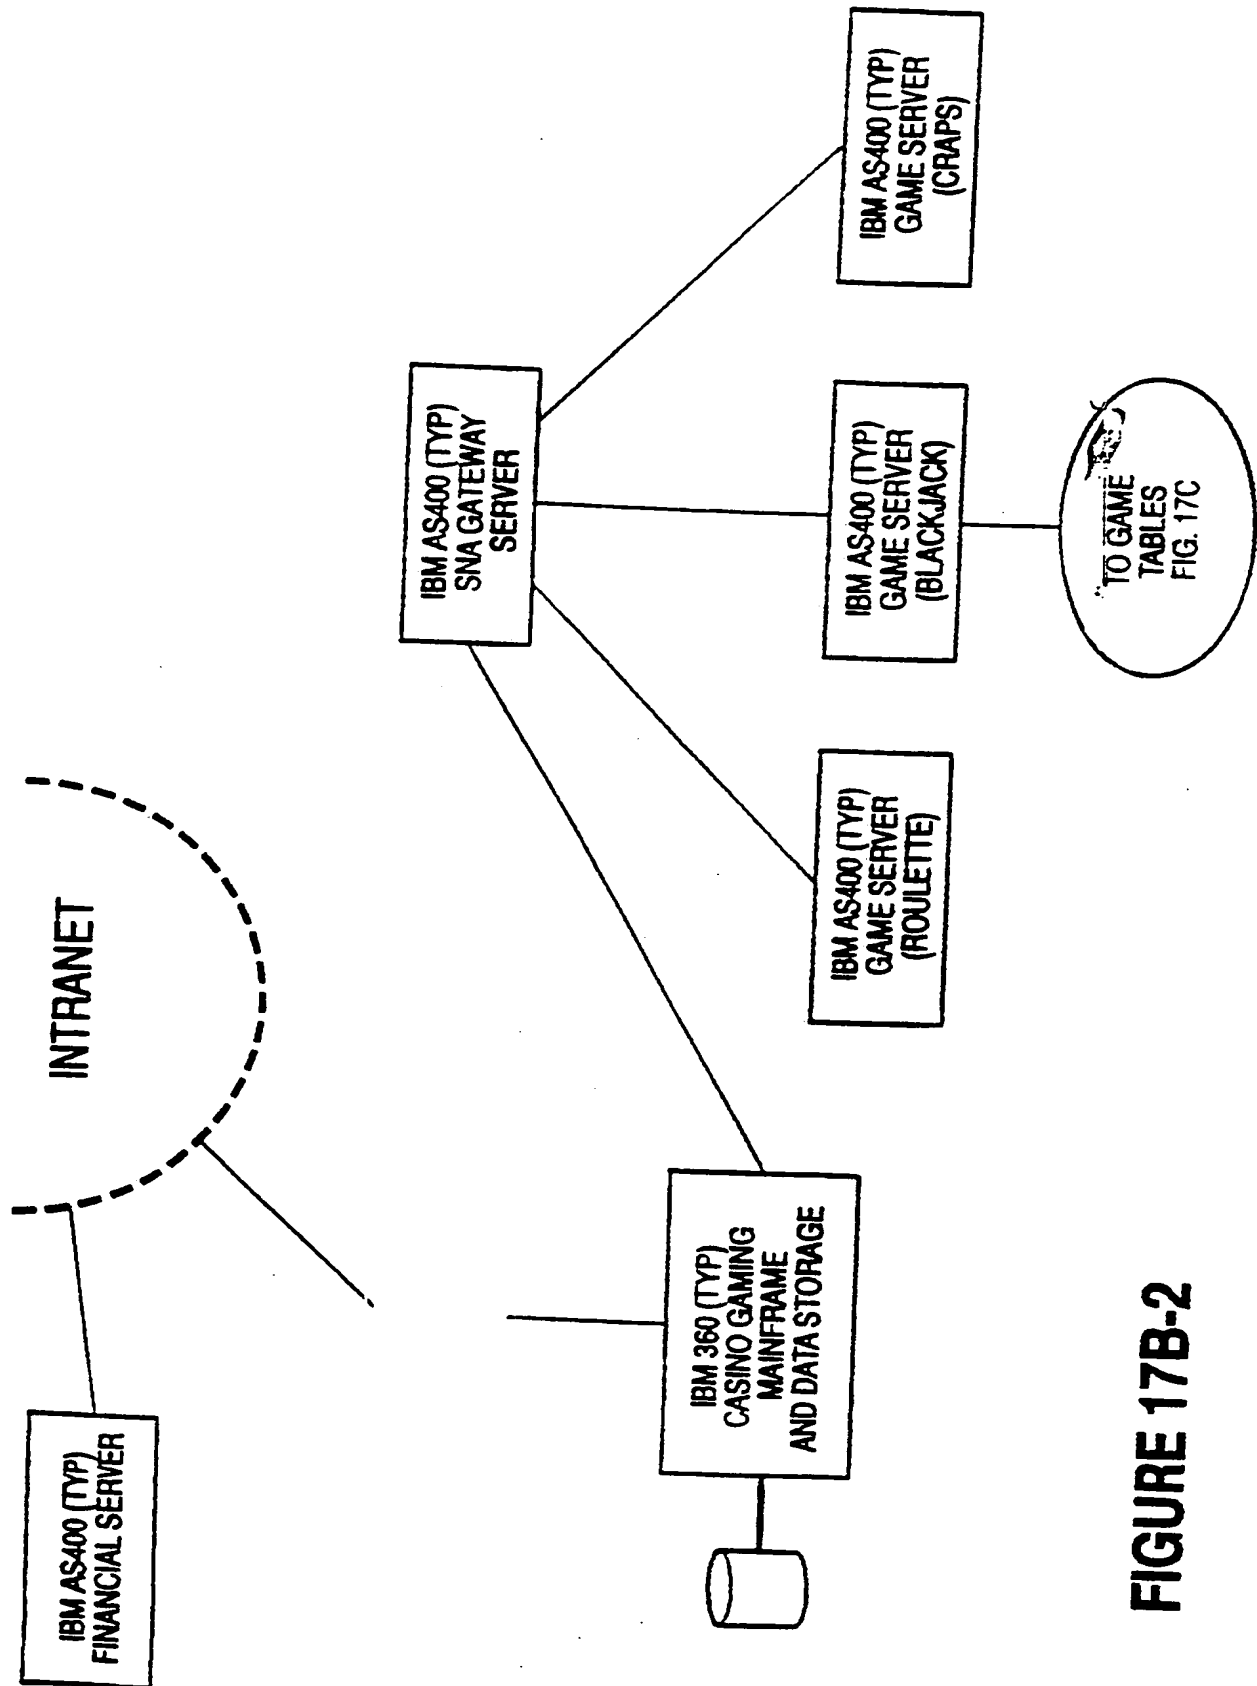 INTRANET
IBM AS400 (TYP)
FINANCIAL SERVER
IBM AS400 (TYP)
SNA GATEWAY
SERVER
IBM 360 (TYP)
CASINO GAMING
MAINFRAME
AND DATA STORAGE
IBM AS400 (TYP)
GAME SERVER
(ROULETTE)
IBM AS400 (TYP)
GAME SERVER
(BLACKJACK)
IBM AS400 (TYP)
GAME SERVER
(CRAPS)
TO GAME
TABLES
FIG. 17C
FIGURE 17B-2